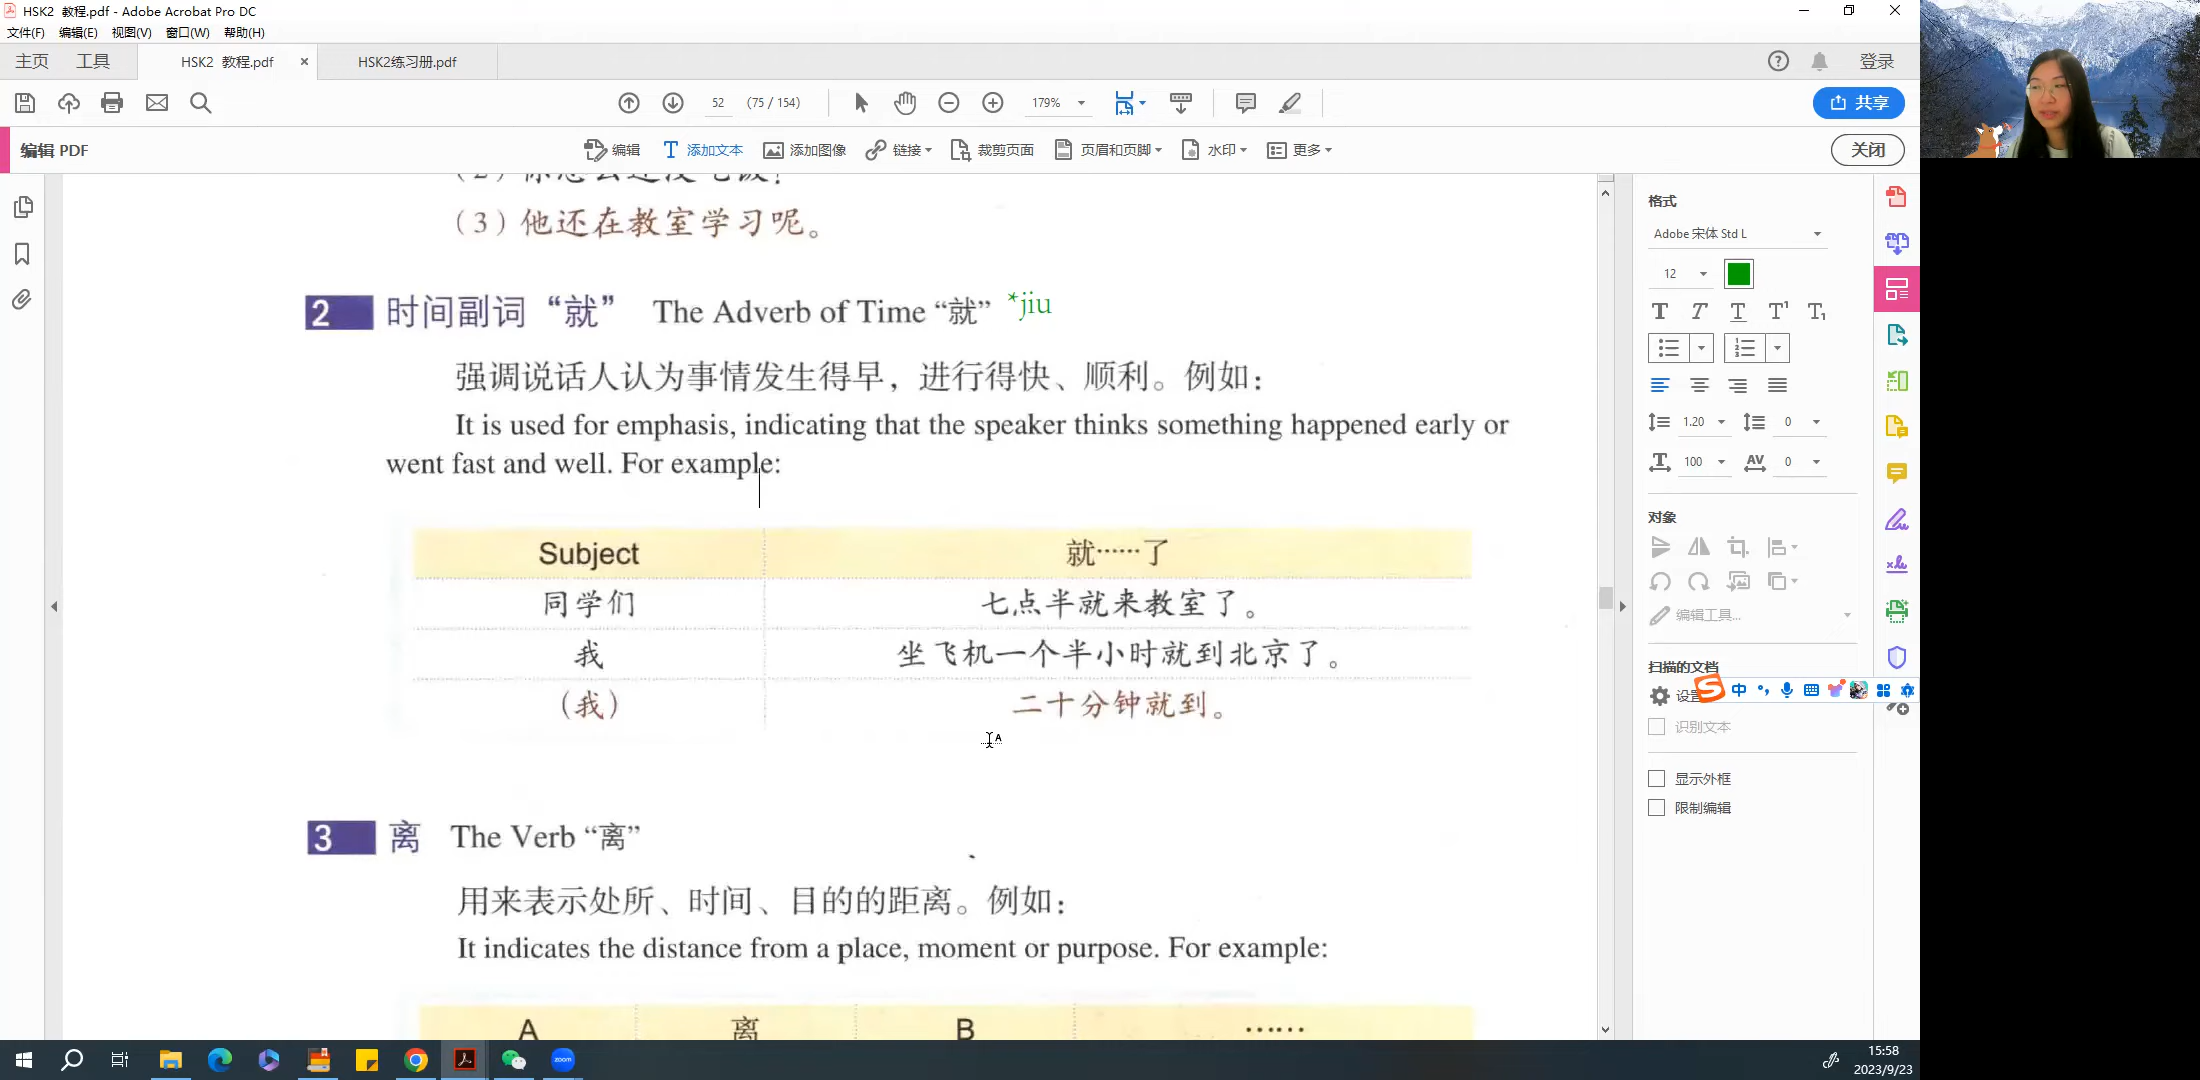 HSK2 教程.pdf - Adobe Acrobat Pro DC
文件(F) 编辑(E) 视图(V) 窗口(W) 帮助(H)
主页 工具 HSK2 教程.pdf × HSK2练习册.pdf 登录
52 (75 / 154) 179% 共享
编辑 PDF 编辑 添加文本 添加图像 链接 裁剪页面 页眉和页脚 水印 更多 关闭
(3) 他还在教室学习呢。
2 时间副词“就” The Adverb of Time “就” *jiu
强调说话人认为事情发生得早，进行得快、顺利。例如：
It is used for emphasis, indicating that the speaker thinks something happened early or
went fast and well. For example:
Subject 就……了
同学们 七点半就来教室了。
我 坐飞机一个半小时就到北京了。
（我） 二十分钟就到。
3 离 The Verb “离”
用来表示处所、时间、目的的距离。例如：
It indicates the distance from a place, moment or purpose. For example:
A 离 B ……
格式
Adobe 宋体 Std L
12
1.20 0
100 0
对象
编辑工具...
扫描的文档
中
识别文本
显示外框
限制编辑
zoom
15:58
2023/9/23